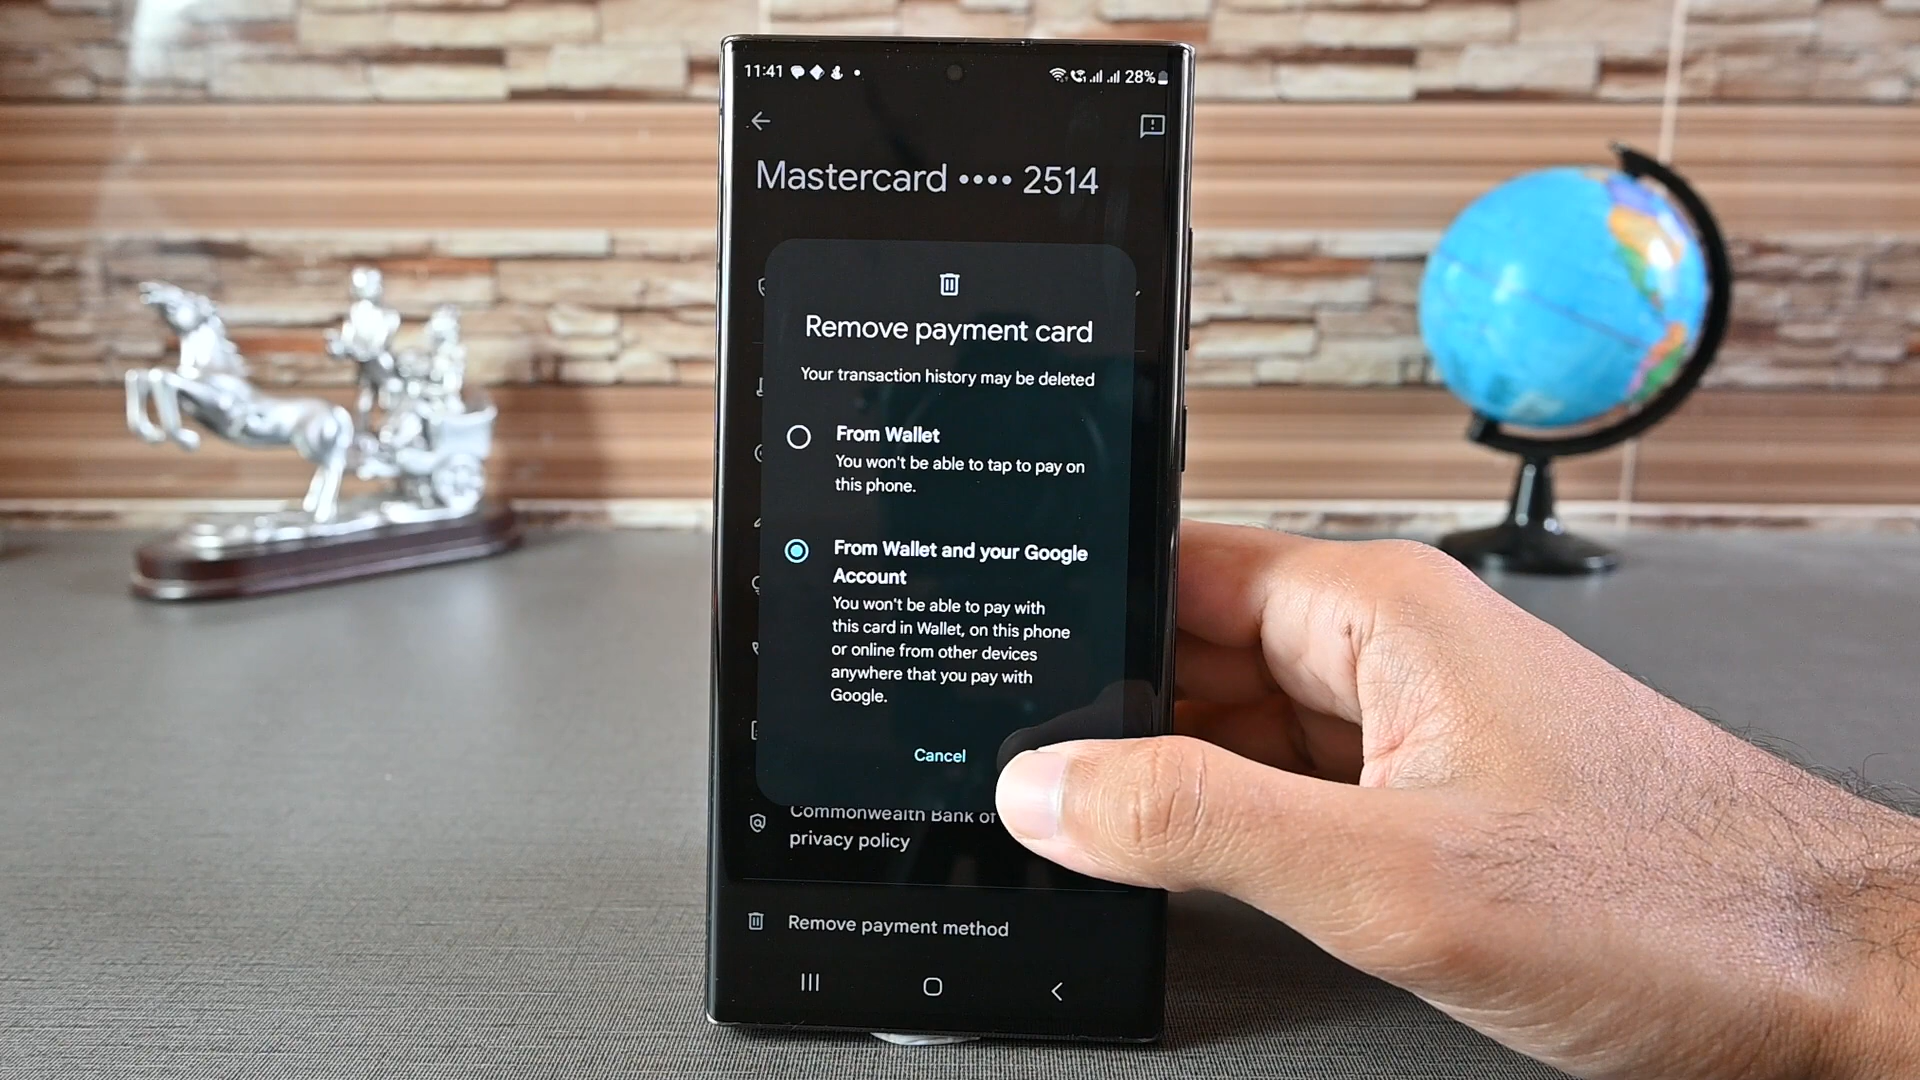 11:41
28%
Mastercard •••• 2514
Remove payment card
Your transaction history may be deleted
From Wallet
You won't be able to tap to pay on
this phone.
From Wallet and your Google
Account
You won't be able to pay with
this card in Wallet, on this phone
or online from other devices
anywhere that you pay with
Google.
Cancel
Commonwealth Bank of
privacy policy
Remove payment method